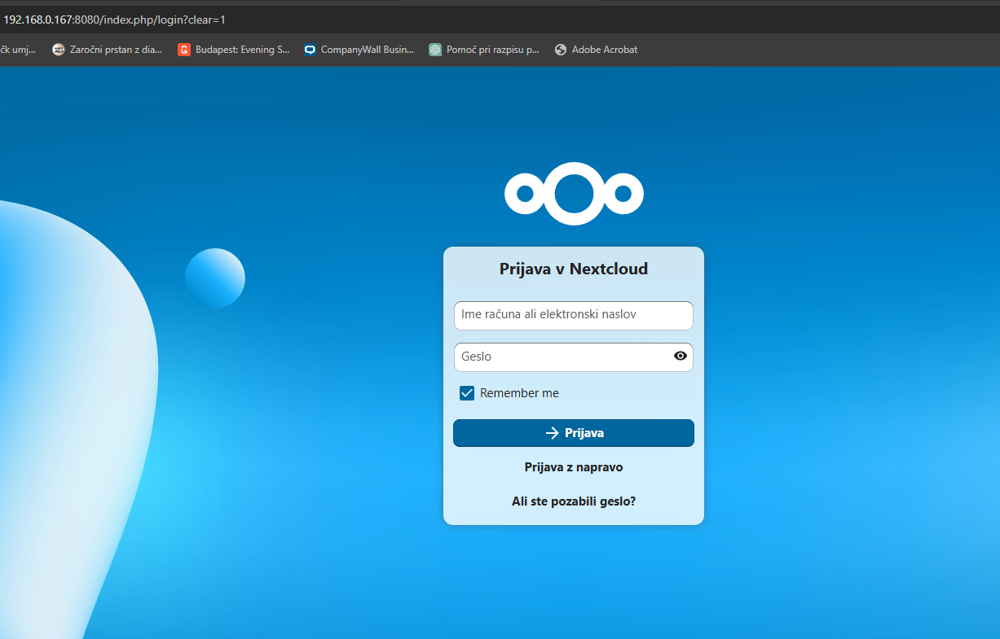 192.168.0.167:8080/index.php/login?clear=1
čk umj... Zaročni prstan z dia... Budapest: Evening S... CompanyWall Busin... Pomoč pri razpisu p... Adobe Acrobat
Prijava v Nextcloud
Ime računa ali elektronski naslov
Geslo
Remember me
Prijava
Prijava z napravo
Ali ste pozabili geslo?